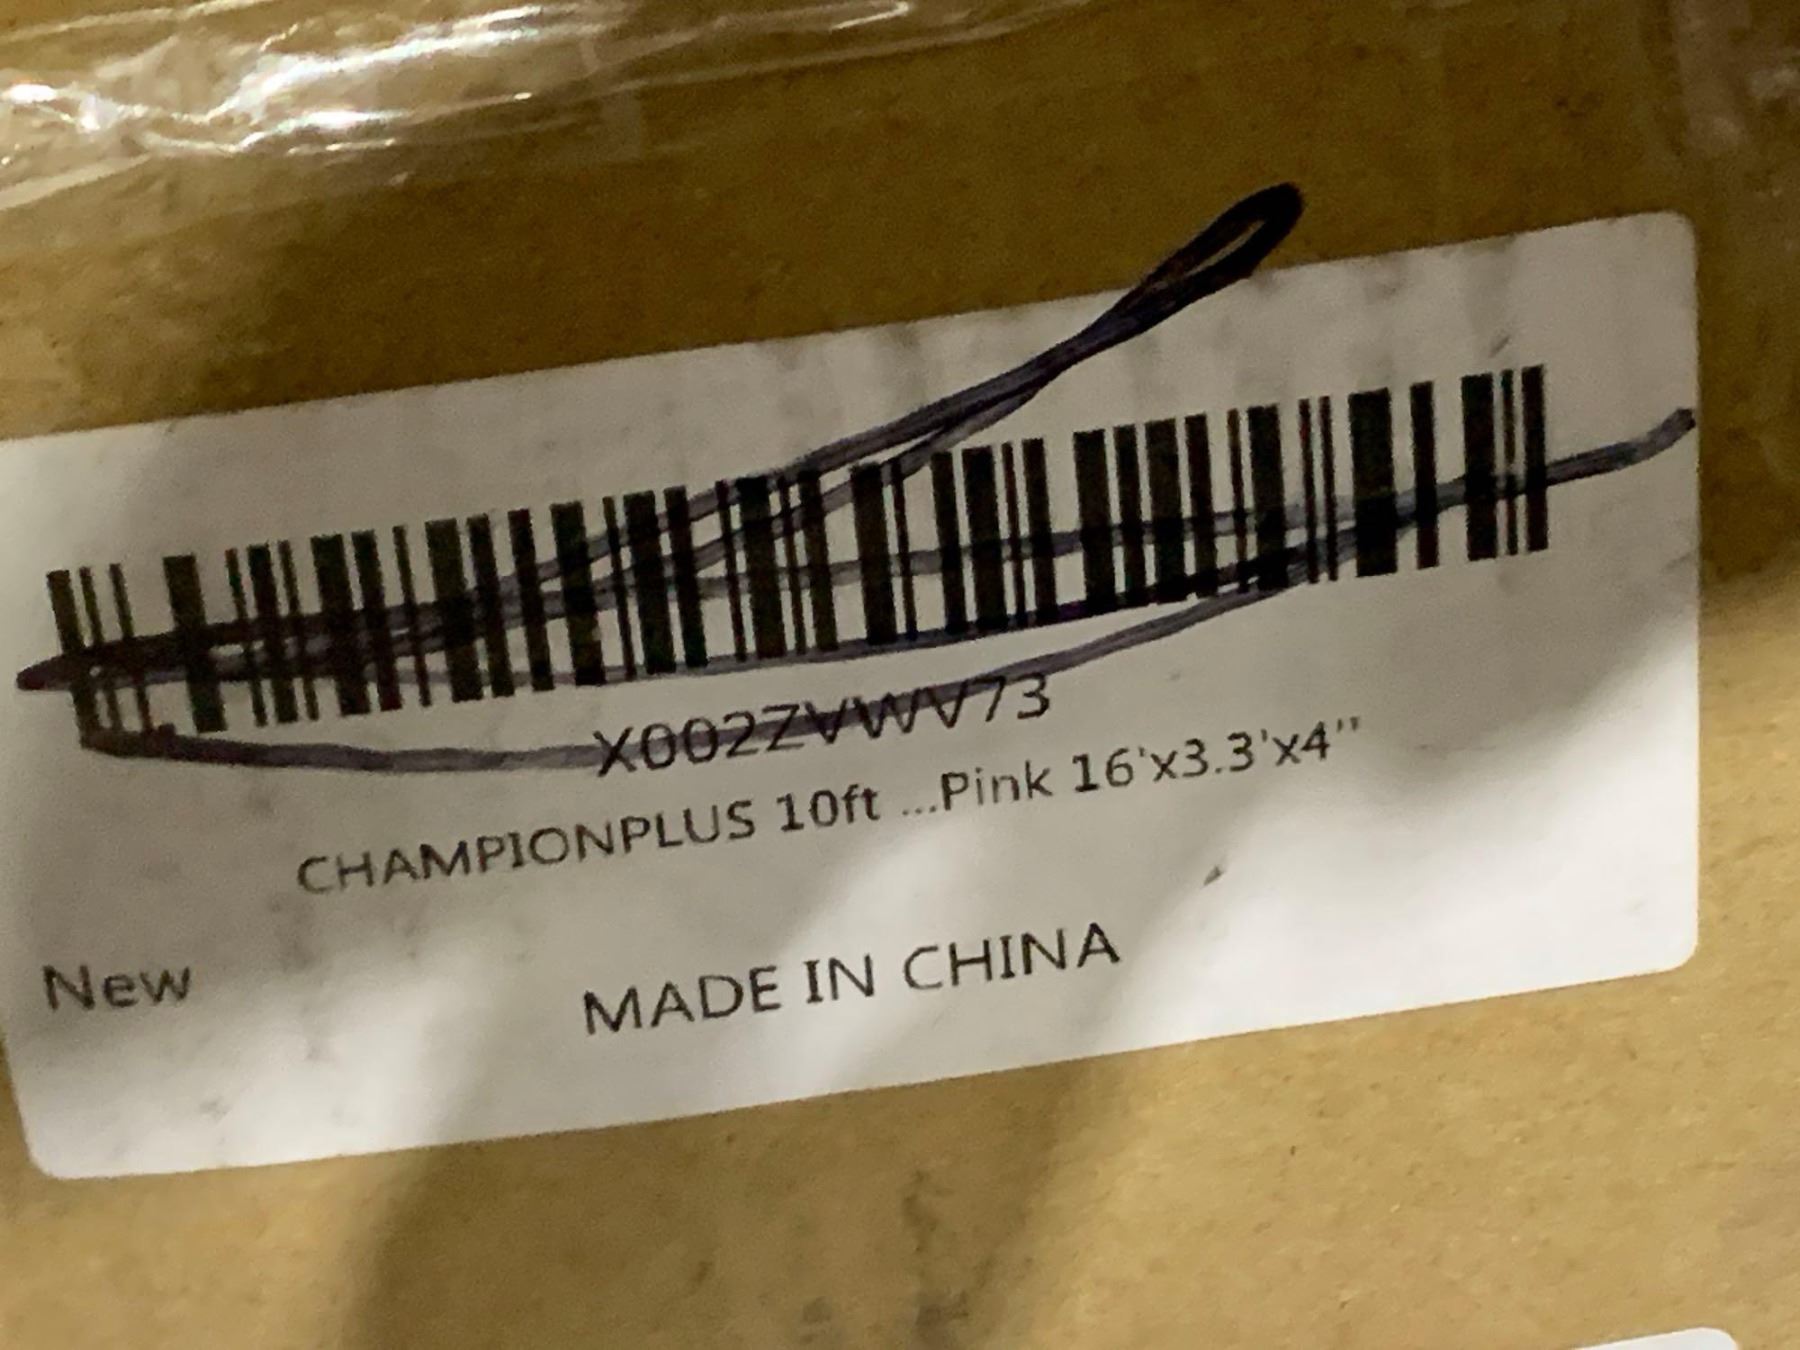 X002ZVWV73
CHAMPIONPLUS 10ft ...Pink 16'x3.3'x4''
New
MADE IN CHINA